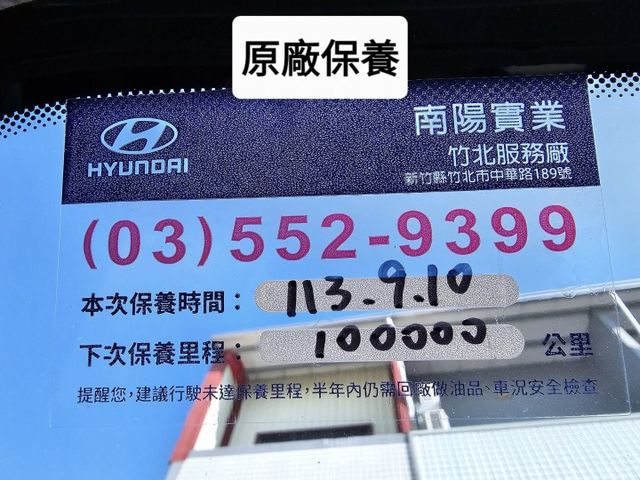 原廠保養
HYUNDAI
南陽實業
竹北服務廠
新竹縣竹北市中華路189號
(03)552-9399
本次保養時間：113.9.10
下次保養里程：100000 公里
提醒您，建議行駛未達保養里程，半年內仍需回廠做油品、車況安全檢查